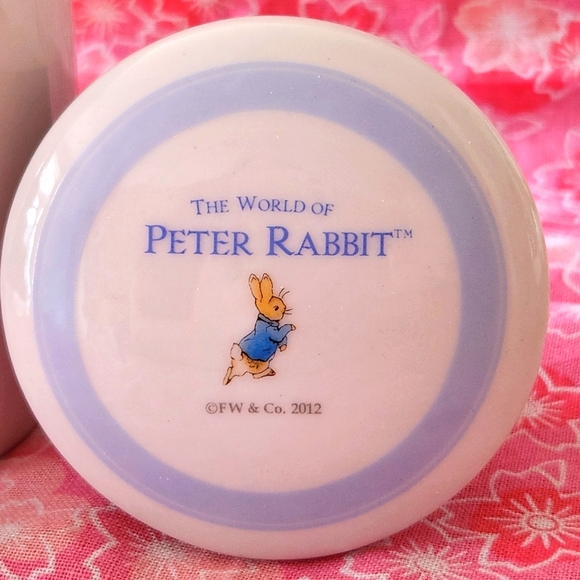 The World of
Peter Rabbit™
©FW & Co. 2012